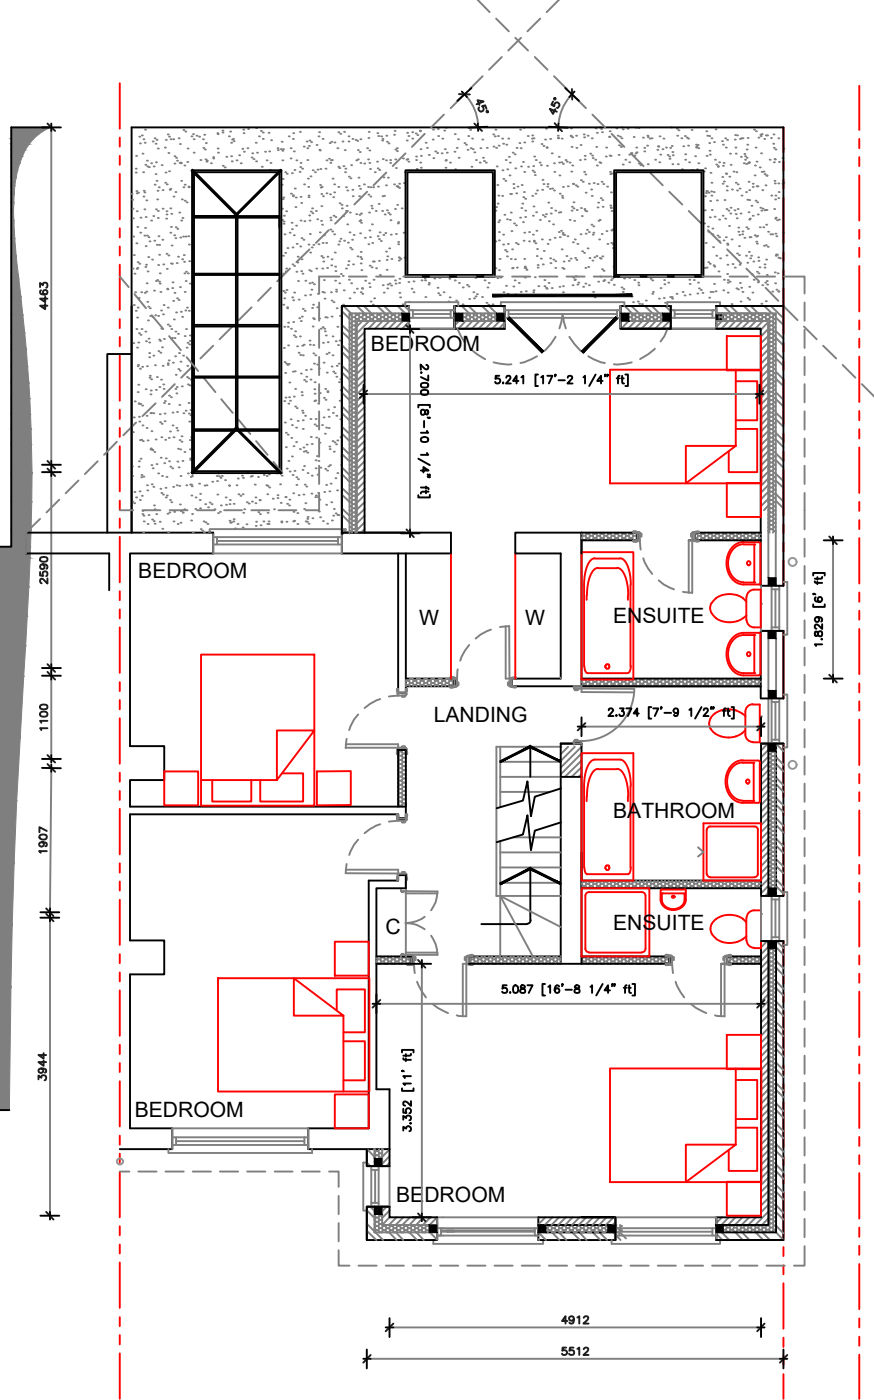 45°
45°
4463
BEDROOM
2.700 [8'-10 1/4" ft]
5.241 [17'-2 1/4" ft]
2590
BEDROOM
W
W
ENSUITE
1.829 [6' ft]
1100
LANDING
2.374 [7'-9 1/2" ft]
1907
BATHROOM
C
ENSUITE
5.087 [16'-8 1/4" ft]
3944
3.352 [11' ft]
BEDROOM
BEDROOM
4912
5512